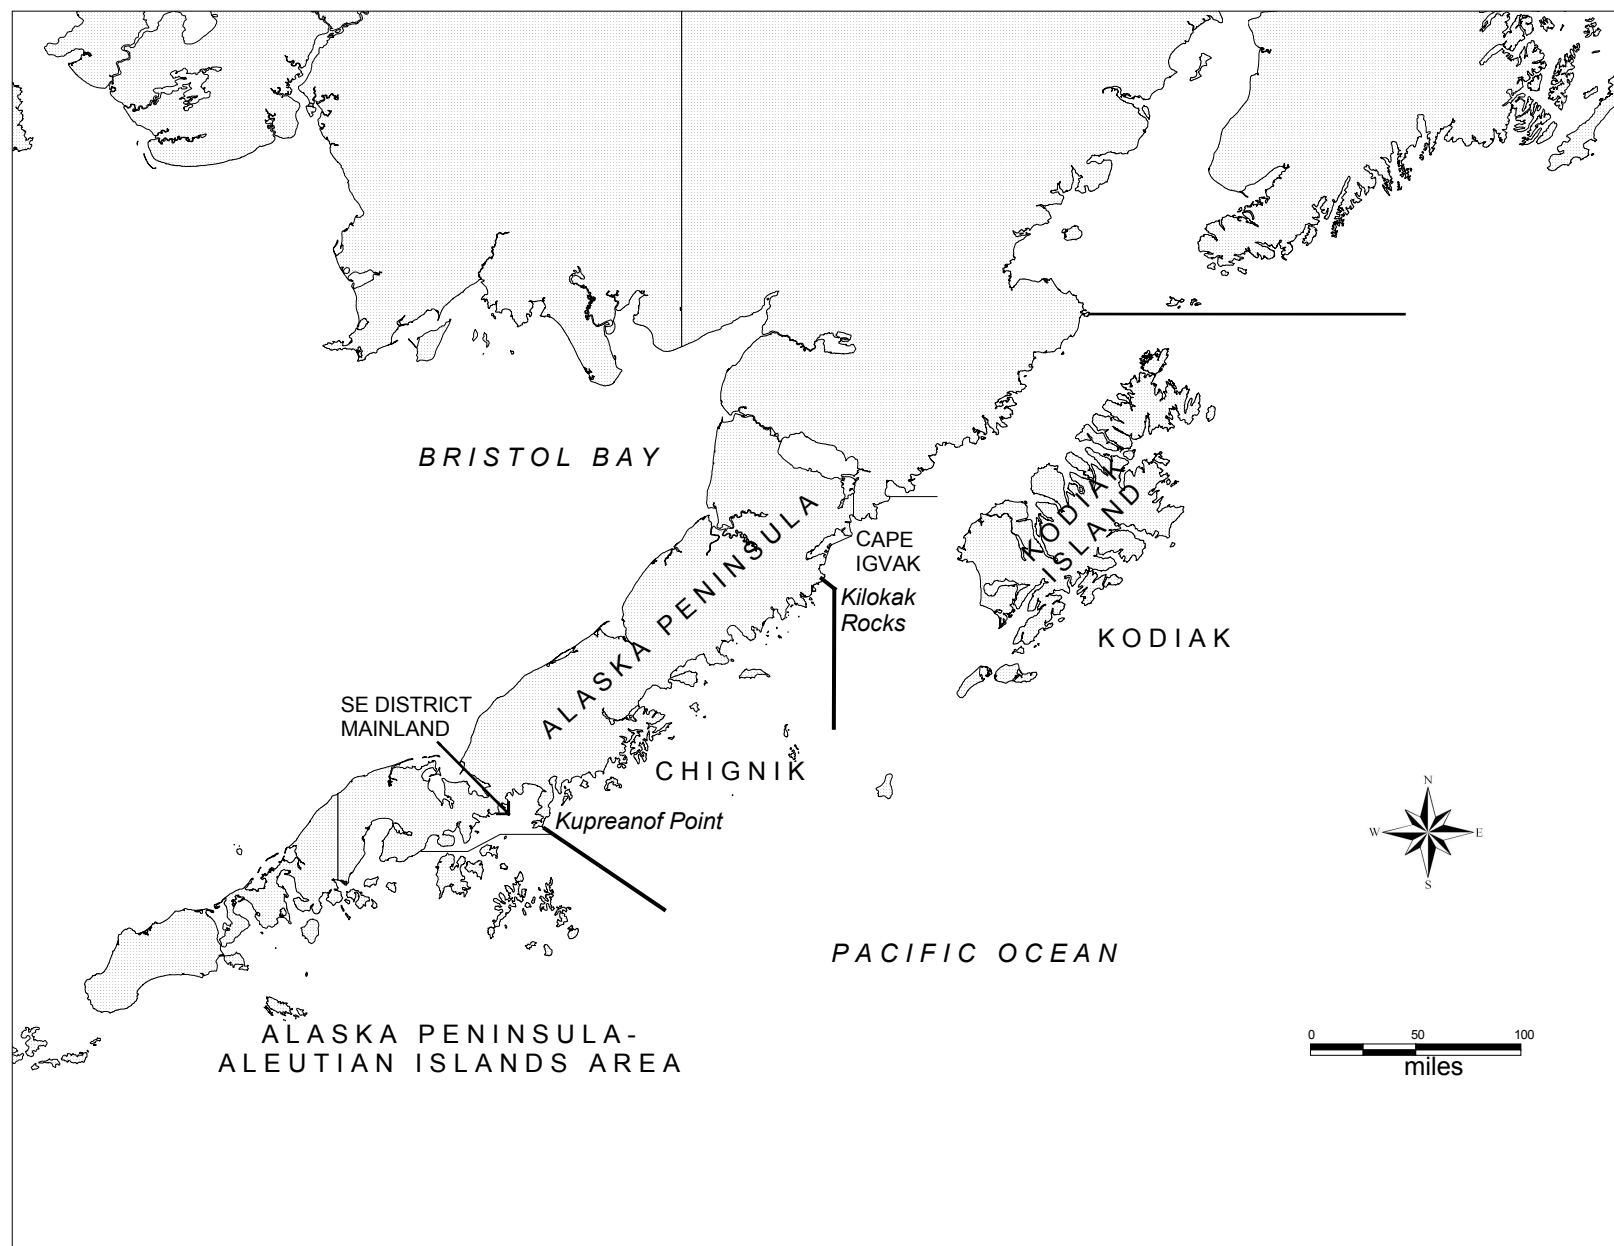 BRISTOL BAY
ALASKA PENINSULA
KODIAK
ISLAND
CAPE
IGVAK
Kilokak
Rocks
KODIAK
SE DISTRICT
MAINLAND
CHIGNIK
Kupreanof Point
N
W
E
S
PACIFIC OCEAN
ALASKA PENINSULA-
ALEUTIAN ISLANDS AREA
0 50 100
miles